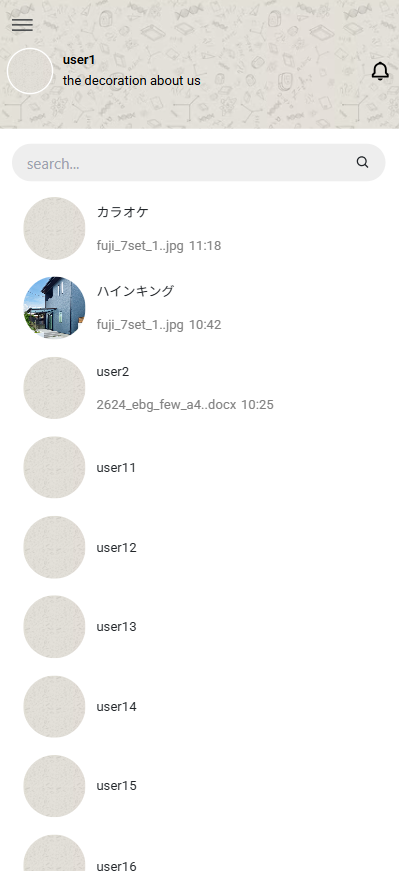 user1
the decoration about us
search...
カラオケ
fuji_7set_1..jpg 11:18
ハインキング
fuji_7set_1..jpg 10:42
user2
2624_ebg_few_a4..docx 10:25
user11
user12
user13
user14
user15
user16